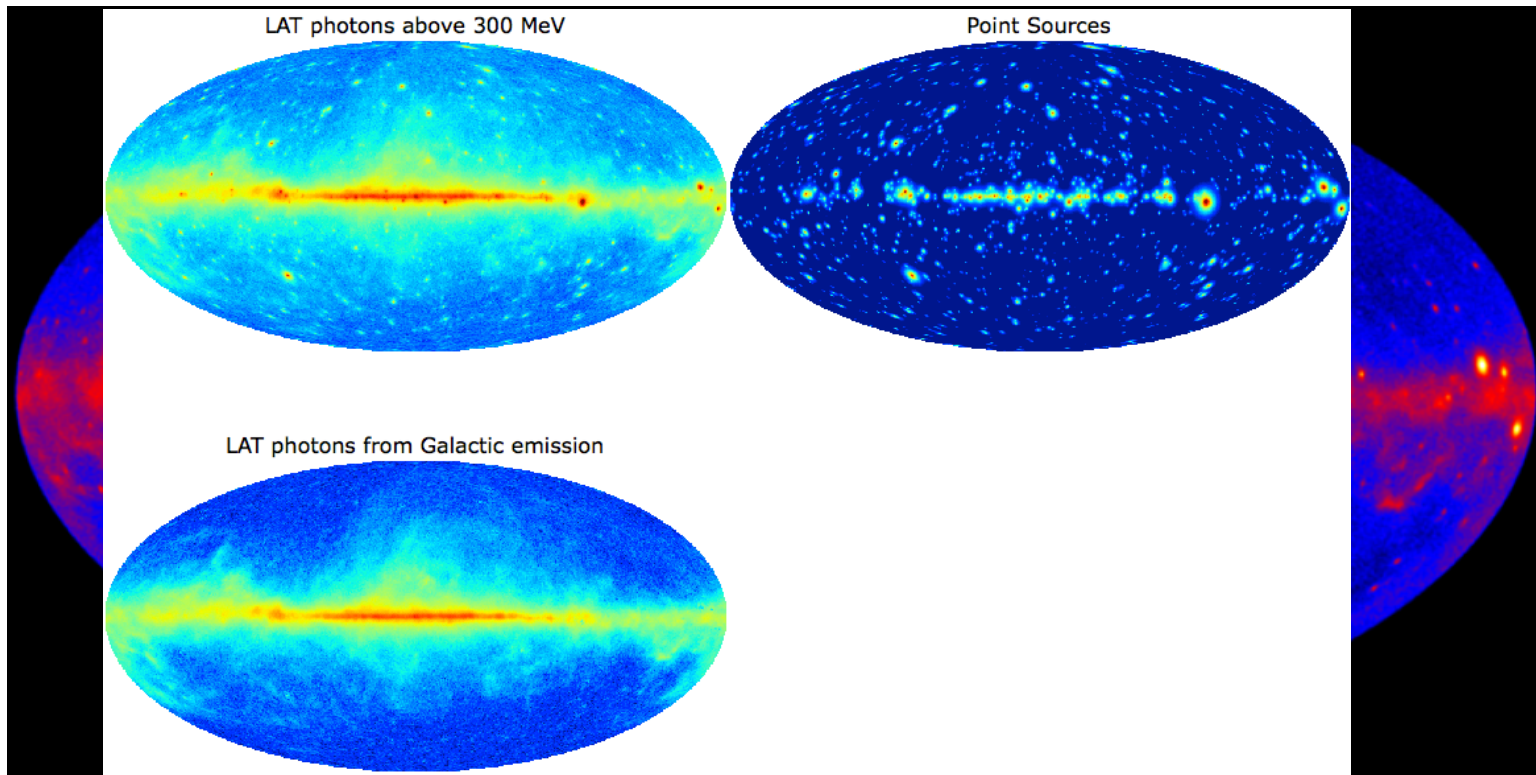 LAT photons above 300 MeV
Point Sources
LAT photons from Galactic emission